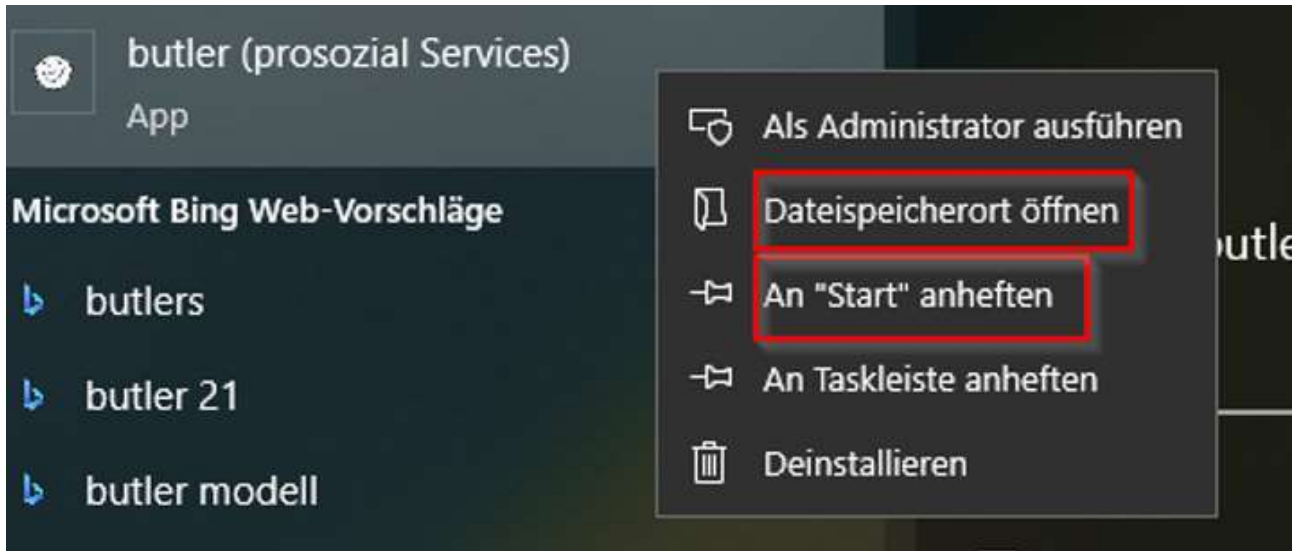 butler (prosozial Services)
App
Microsoft Bing Web-Vorschläge
butlers
butler 21
butler modell
Als Administrator ausführen
Dateispeicherort öffnen
An "Start" anheften
An Taskleiste anheften
Deinstallieren